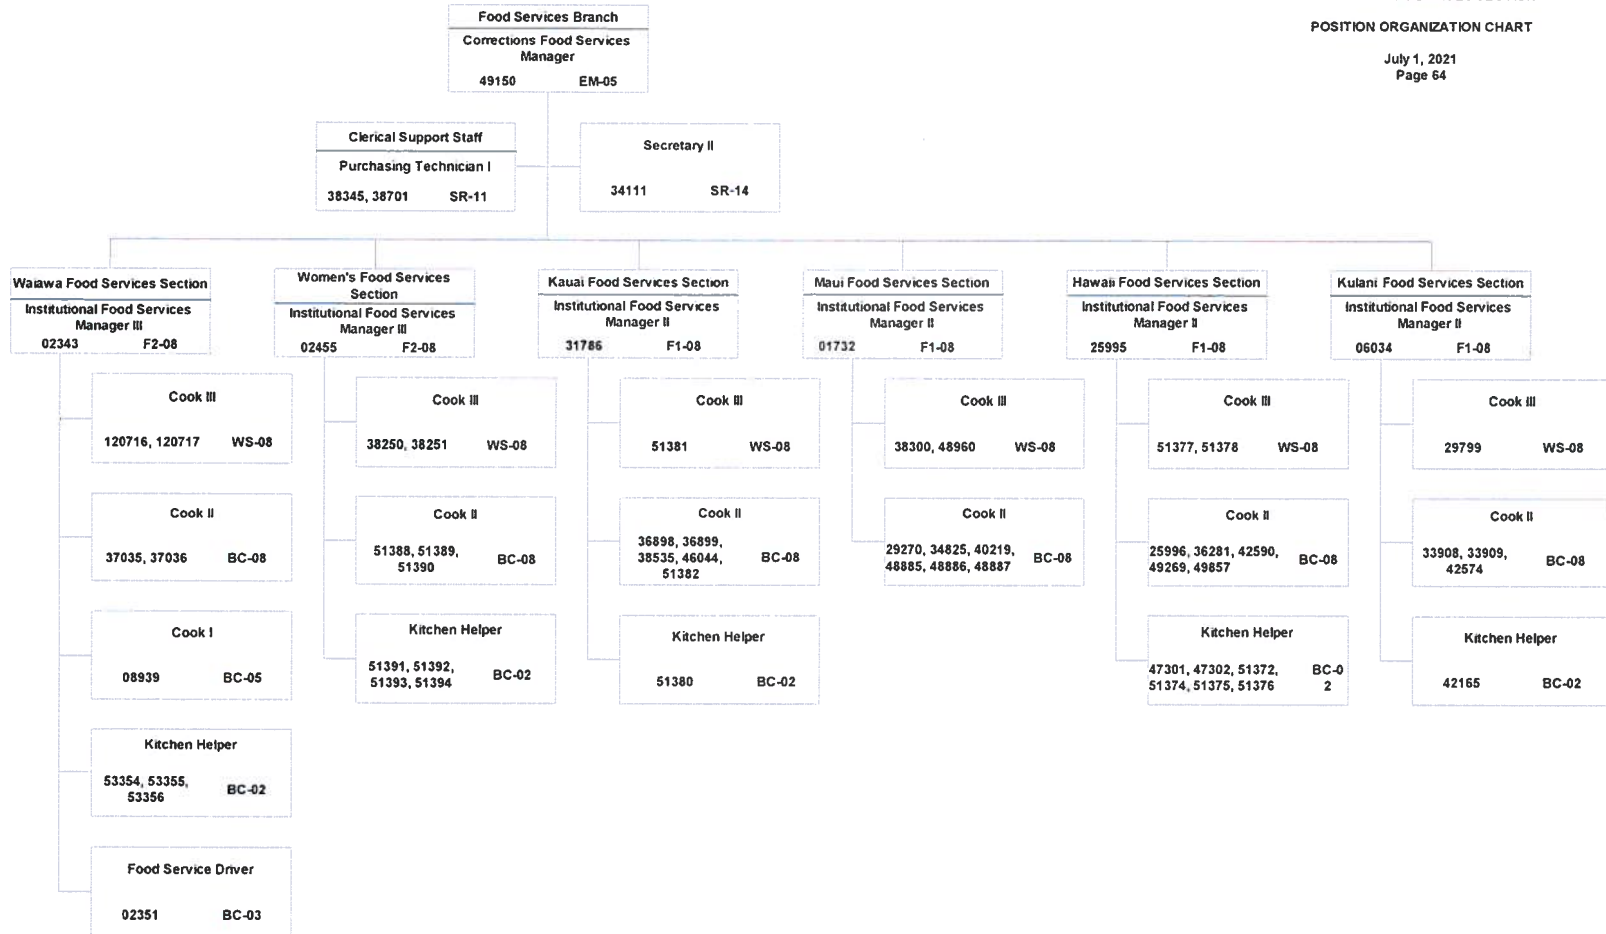 POSITION ORGANIZATION CHART
July 1, 2021
Page 64
Food Services Branch
Corrections Food Services
Manager
49150 EM-05
Clerical Support Staff
Purchasing Technician I
38345, 38701 SR-11
Secretary II
34111 SR-14
Waiawa Food Services Section
Institutional Food Services
Manager III
02343 F2-08
Cook III
120716, 120717 WS-08
Cook II
37035, 37036 BC-08
Cook I
08939 BC-05
Kitchen Helper
53354, 53355,
53356 BC-02
Food Service Driver
02351 BC-03
Women's Food Services
Section
Institutional Food Services
Manager III
02455 F2-08
Cook III
38250, 38251 WS-08
Cook II
51388, 51389,
51390 BC-08
Kitchen Helper
51391, 51392,
51393, 51394 BC-02
Kauai Food Services Section
Institutional Food Services
Manager II
31786 F1-08
Cook III
51381 WS-08
Cook II
36898, 36899,
38535, 46044, BC-08
51382
Kitchen Helper
51380 BC-02
Maui Food Services Section
Institutional Food Services
Manager II
01732 F1-08
Cook III
38300, 48960 WS-08
Cook II
29270, 34825, 40219,
48885, 48886, 48887 BC-08
Hawaii Food Services Section
Institutional Food Services
Manager II
25995 F1-08
Cook III
51377, 51378 WS-08
Cook II
25996, 36281, 42590,
49269, 49857 BC-08
Kitchen Helper
47301, 47302, 51372, BC-0
51374, 51375, 51376 2
Kulani Food Services Section
Institutional Food Services
Manager II
06034 F1-08
Cook III
29799 WS-08
Cook II
33908, 33909,
42574 BC-08
Kitchen Helper
42165 BC-02